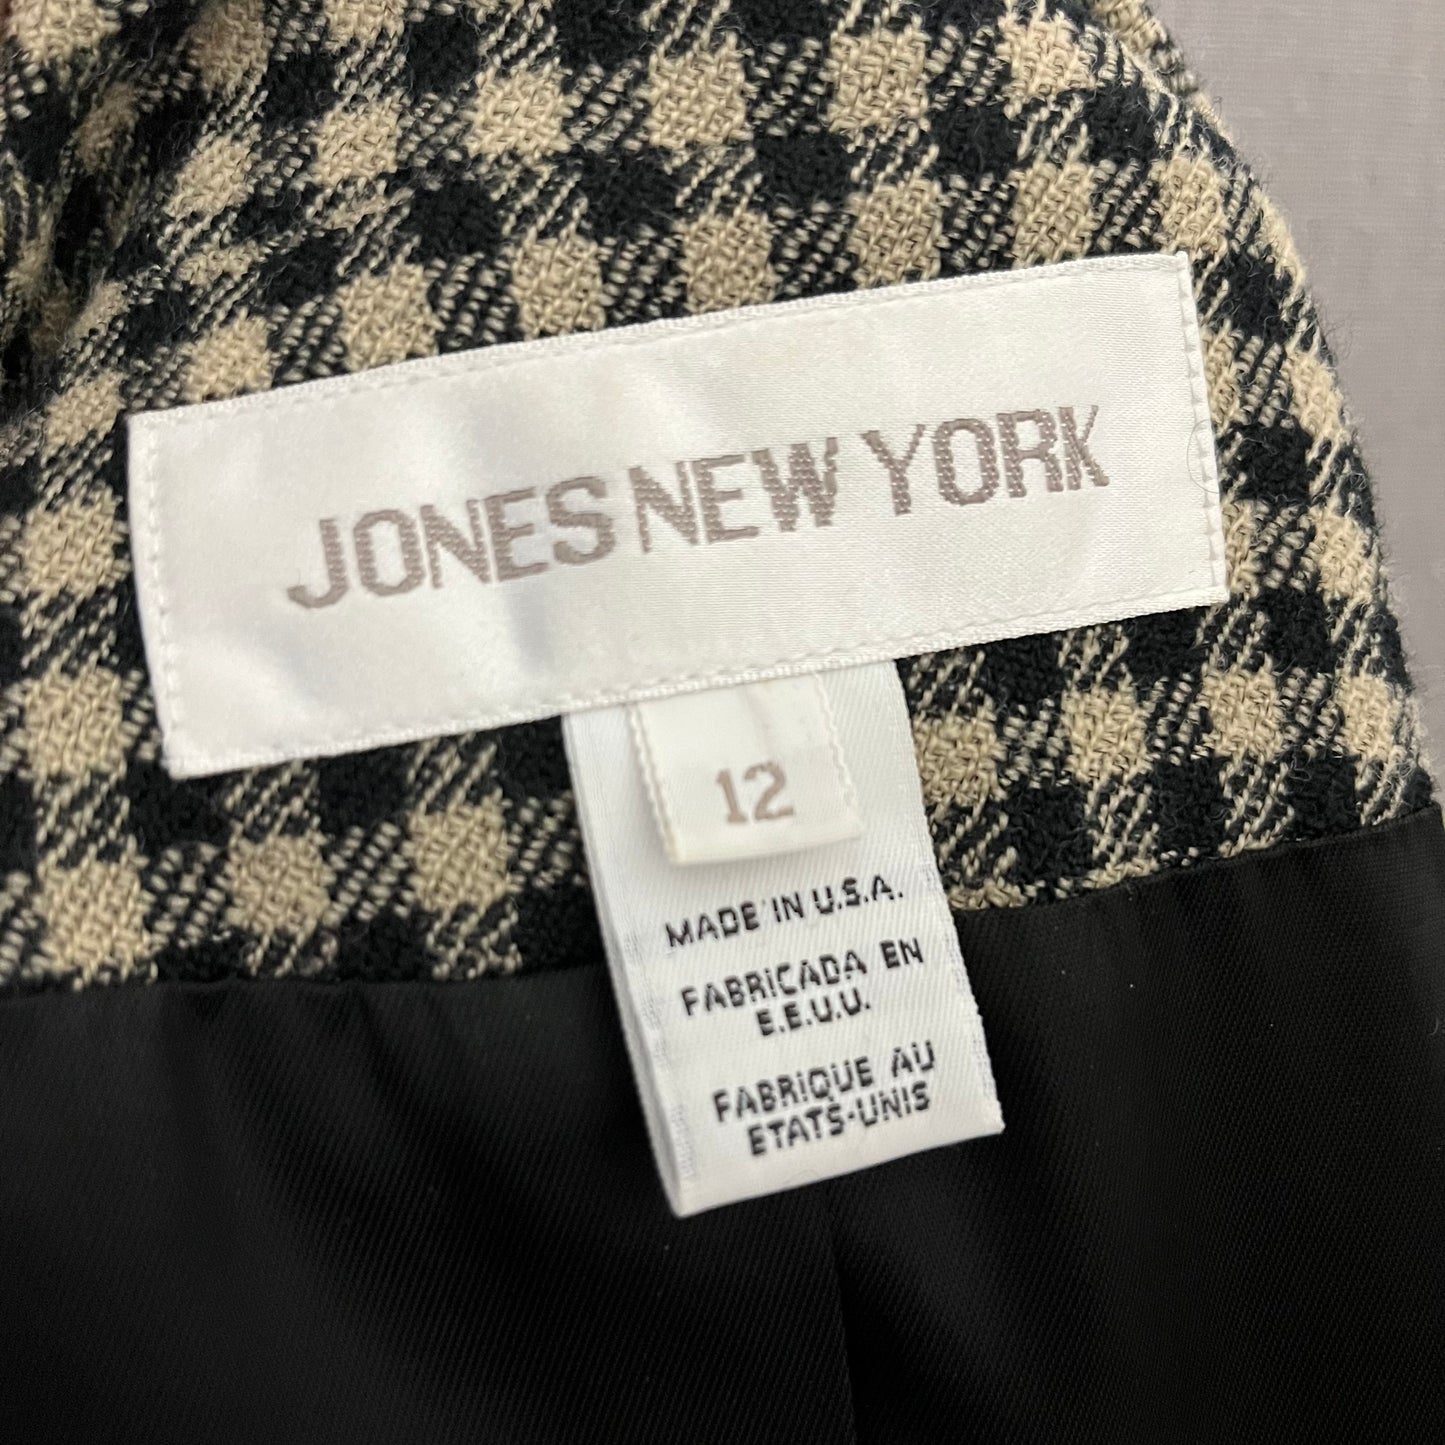 JONES NEW YORK
12
MADE IN U.S.A.
FABRICADA EN
E.E.U.U.
FABRIQUE AU
ETATS-UNIS